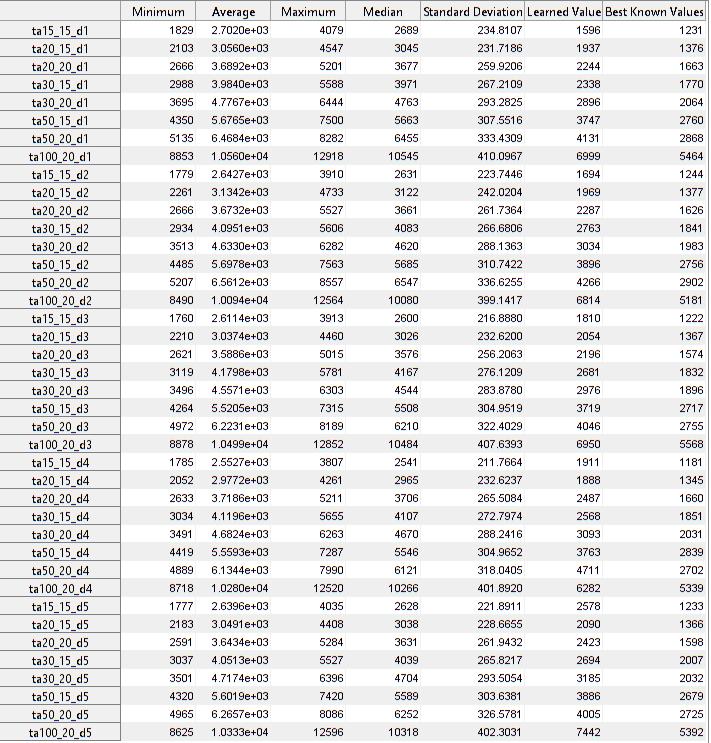 Minimum Average Maximum Median Standard Deviation Learned Value Best Known Values
ta15_15_d1 1829 2.7020e+03 4079 2689 234.8107 1596 1231
ta20_15_d1 2103 3.0560e+03 4547 3045 231.7186 1937 1376
ta20_20_d1 2666 3.6892e+03 5201 3677 259.9206 2244 1663
ta30_15_d1 2988 3.9840e+03 5588 3971 267.2109 2338 1770
ta30_20_d1 3695 4.7767e+03 6444 4763 293.2825 2896 2064
ta50_15_d1 4350 5.6765e+03 7500 5663 307.5516 3747 2760
ta50_20_d1 5135 6.4684e+03 8282 6455 333.4309 4131 2868
ta100_20_d1 8853 1.0560e+04 12918 10545 410.0967 6999 5464
ta15_15_d2 1779 2.6427e+03 3910 2631 223.7446 1694 1244
ta20_15_d2 2261 3.1342e+03 4733 3122 242.0204 1969 1377
ta20_20_d2 2666 3.6732e+03 5527 3661 261.7364 2287 1626
ta30_15_d2 2934 4.0951e+03 5606 4083 266.6806 2763 1841
ta30_20_d2 3513 4.6330e+03 6282 4620 288.1363 3034 1983
ta50_15_d2 4485 5.6978e+03 7563 5685 310.7422 3896 2756
ta50_20_d2 5207 6.5612e+03 8557 6547 336.6255 4266 2902
ta100_20_d2 8490 1.0094e+04 12564 10080 399.1417 6814 5181
ta15_15_d3 1760 2.6114e+03 3913 2600 216.8880 1810 1222
ta20_15_d3 2210 3.0374e+03 4460 3026 232.6200 2054 1367
ta20_20_d3 2621 3.5886e+03 5015 3576 256.2063 2196 1574
ta30_15_d3 3119 4.1798e+03 5781 4167 276.1209 2681 1832
ta30_20_d3 3496 4.5571e+03 6303 4544 283.8780 2976 1896
ta50_15_d3 4264 5.5205e+03 7315 5508 304.9519 3719 2717
ta50_20_d3 4972 6.2231e+03 8189 6210 322.4029 4046 2755
ta100_20_d3 8878 1.0499e+04 12852 10484 407.6393 6950 5568
ta15_15_d4 1785 2.5527e+03 3807 2541 211.7664 1911 1181
ta20_15_d4 2052 2.9772e+03 4261 2965 232.6237 1888 1345
ta20_20_d4 2633 3.7186e+03 5211 3706 265.5084 2487 1660
ta30_15_d4 3034 4.1196e+03 5655 4107 272.7974 2568 1851
ta30_20_d4 3491 4.6824e+03 6263 4670 288.2416 3093 2031
ta50_15_d4 4419 5.5593e+03 7287 5546 304.9652 3763 2839
ta50_20_d4 4889 6.1344e+03 7990 6121 318.0405 4711 2702
ta100_20_d4 8718 1.0280e+04 12520 10266 401.8920 6282 5339
ta15_15_d5 1777 2.6396e+03 4035 2628 221.8911 2578 1233
ta20_15_d5 2183 3.0491e+03 4408 3038 228.6655 2090 1366
ta20_20_d5 2591 3.6434e+03 5284 3631 261.9432 2423 1598
ta30_15_d5 3037 4.0513e+03 5527 4039 265.8217 2694 2007
ta30_20_d5 3501 4.7174e+03 6396 4704 293.5054 3185 2032
ta50_15_d5 4320 5.6019e+03 7420 5589 303.6381 3886 2679
ta50_20_d5 4965 6.2657e+03 8086 6252 326.5781 4005 2725
ta100_20_d5 8625 1.0333e+04 12596 10318 402.3031 7442 5392